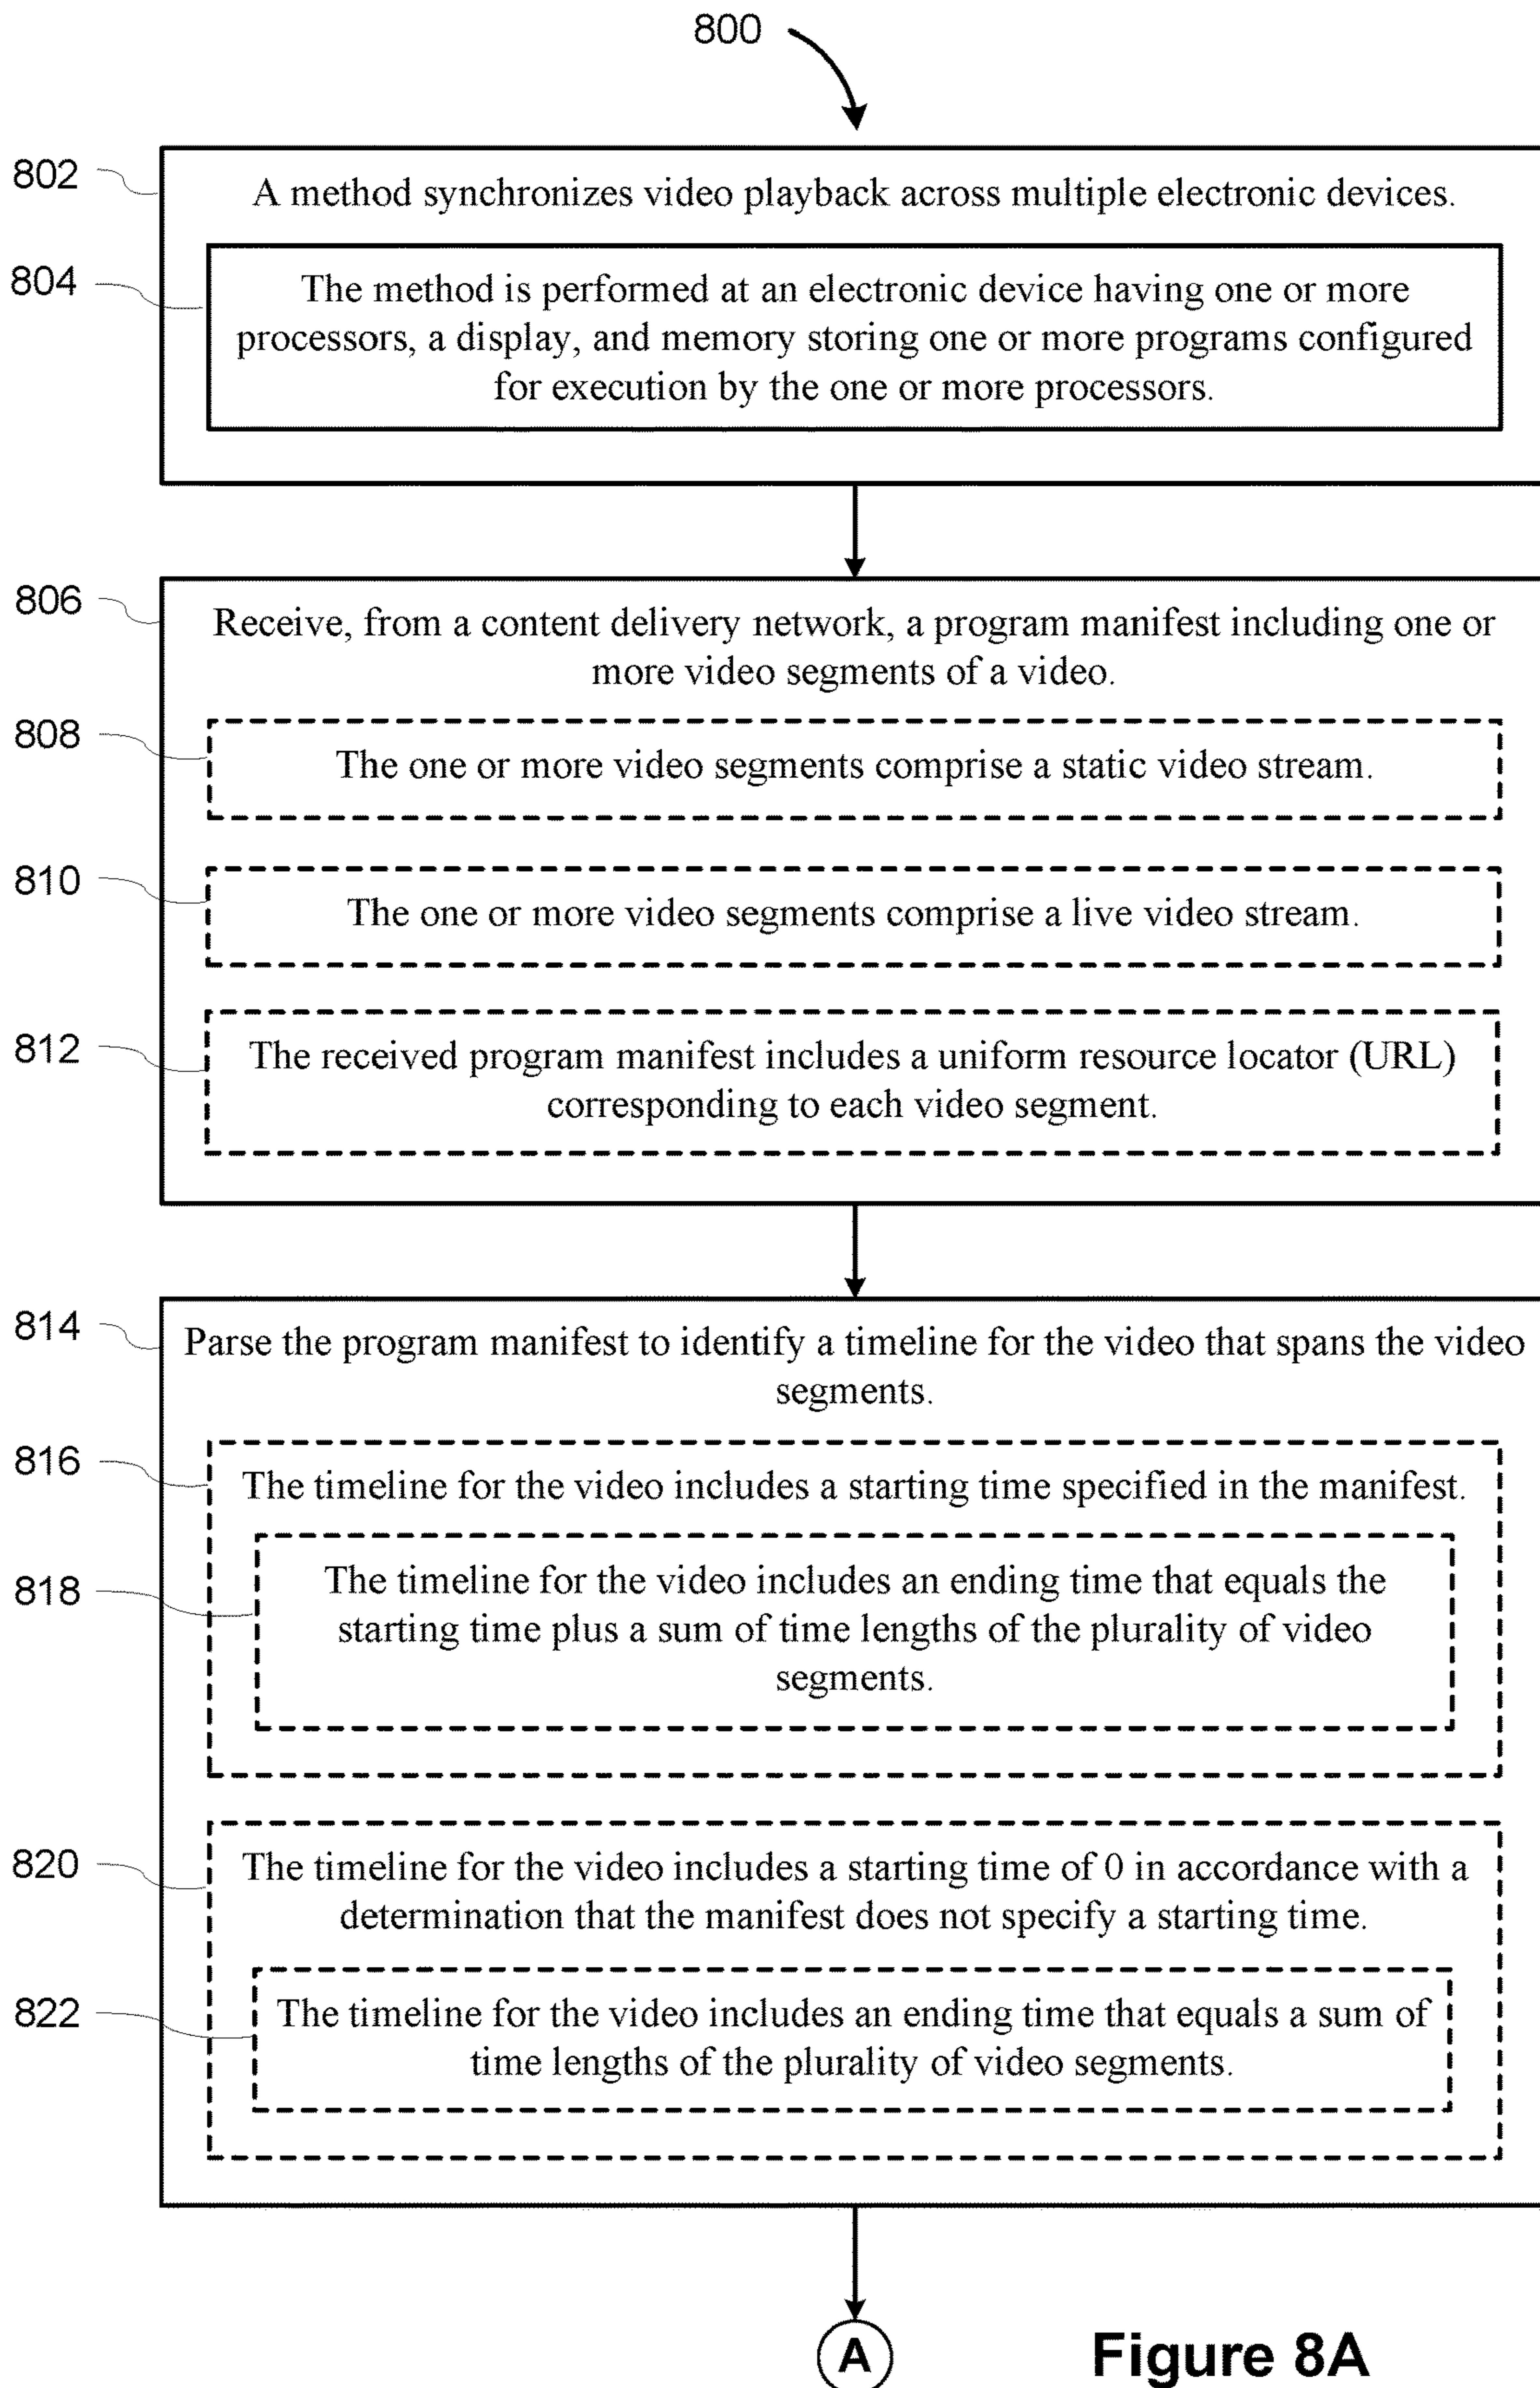 800
802
A method synchronizes video playback across multiple electronic devices.
804
The method is performed at an electronic device having one or more
processors, a display, and memory storing one or more programs configured
for execution by the one or more processors.
806
Receive, from a content delivery network, a program manifest including one or
more video segments of a video.
808
The one or more video segments comprise a static video stream.
810
The one or more video segments comprise a live video stream.
812
The received program manifest includes a uniform resource locator (URL)
corresponding to each video segment.
814
Parse the program manifest to identify a timeline for the video that spans the video
segments.
816
The timeline for the video includes a starting time specified in the manifest.
818
The timeline for the video includes an ending time that equals the
starting time plus a sum of time lengths of the plurality of video
segments.
820
The timeline for the video includes a starting time of 0 in accordance with a
determination that the manifest does not specify a starting time.
822
The timeline for the video includes an ending time that equals a sum of
time lengths of the plurality of video segments.
A
Figure 8A